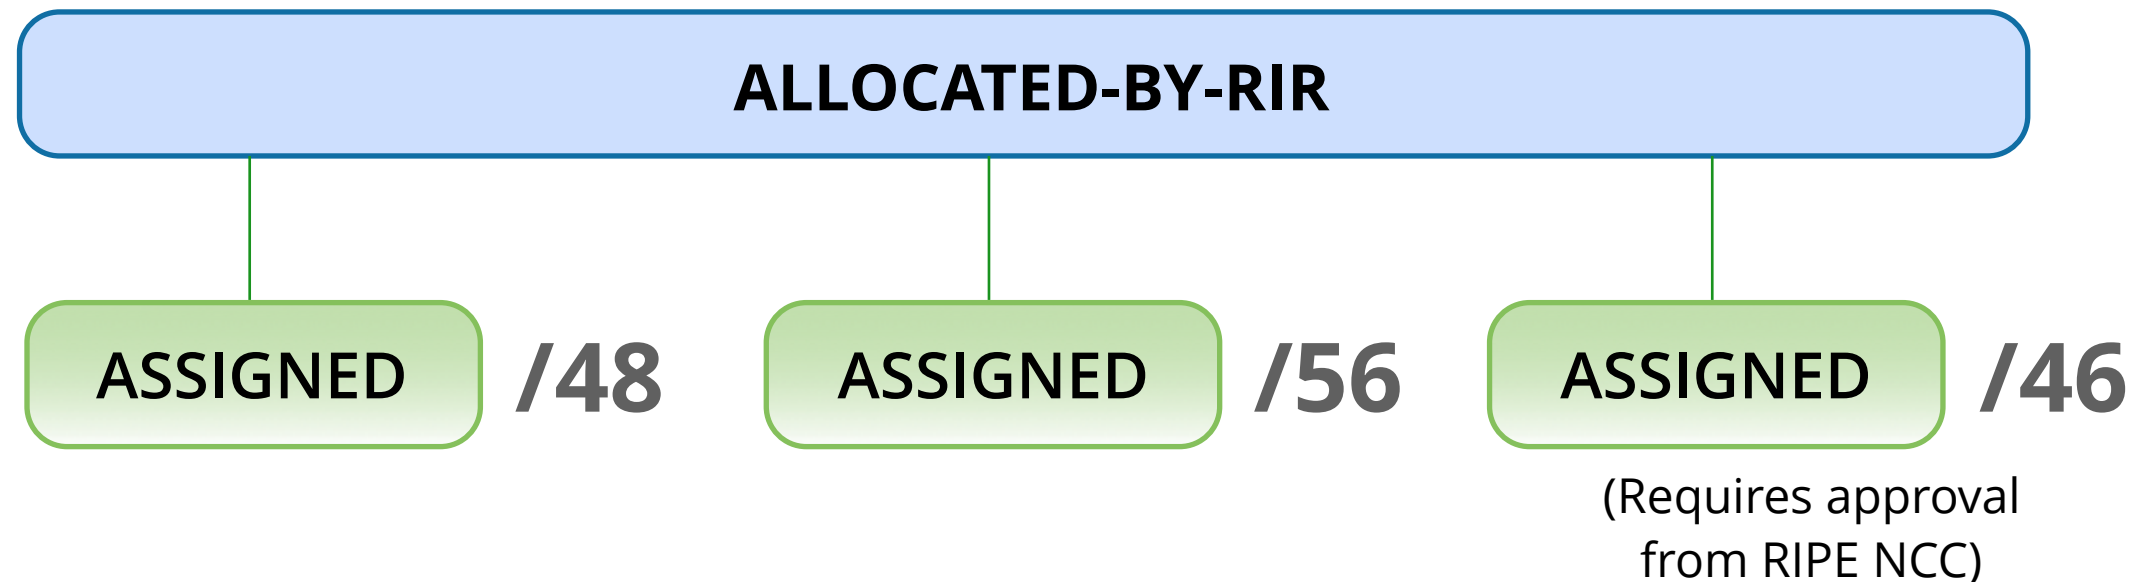 ALLOCATED-BY-RIR
ASSIGNED /48 ASSIGNED /56 ASSIGNED /46
(Requires approval
from RIPE NCC)